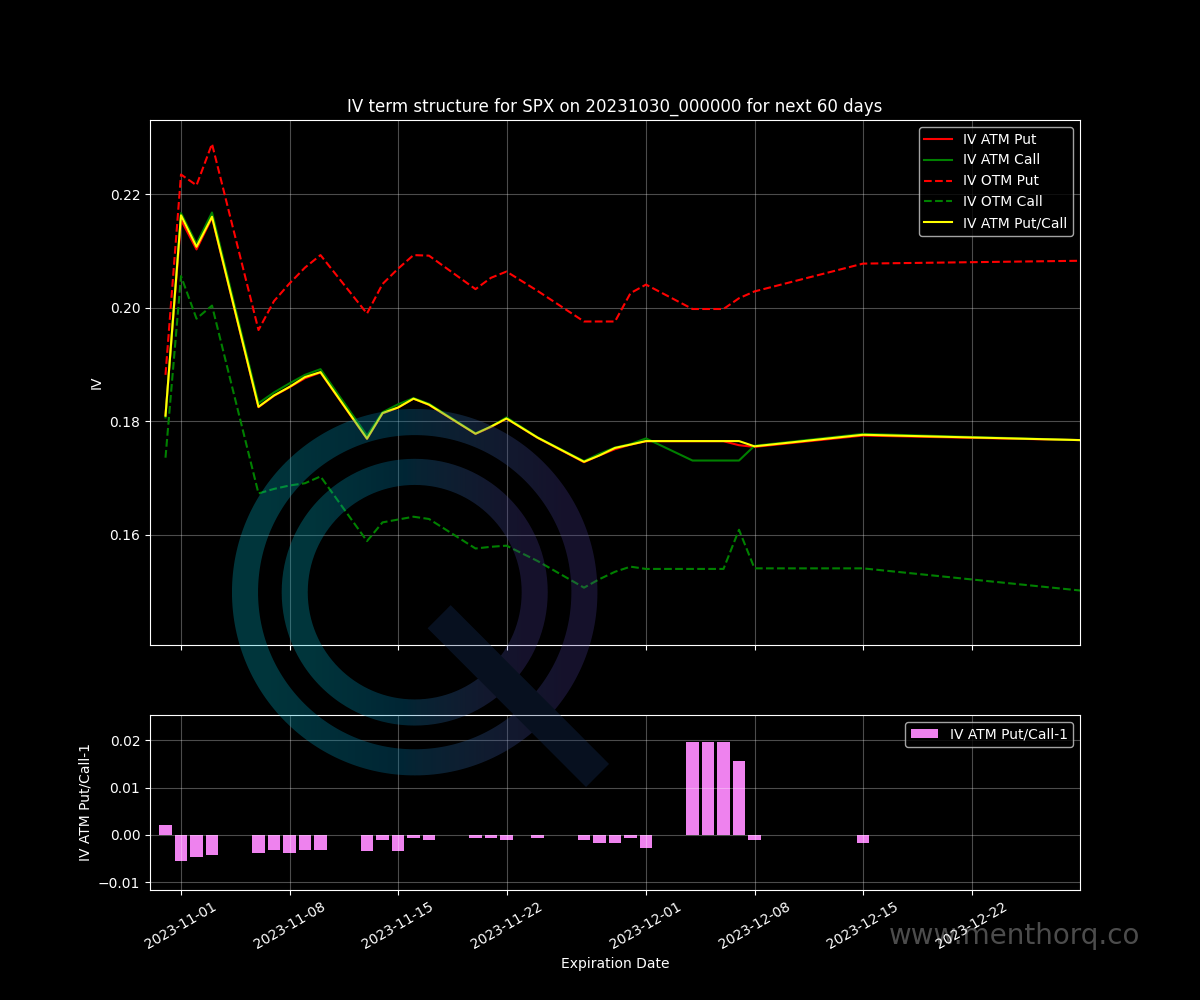 IV term structure for SPX on 20231030_000000 for next 60 days
IV ATM Put
IV ATM Call
IV OTM Put
IV OTM Call
IV ATM Put/Call
0.22
0.20
0.18
0.16
IV
IV ATM Put/Call-1
0.02
0.01
0.00
−0.01
IV ATM Put/Call-1
2023-11-01
2023-11-08
2023-11-15
2023-11-22
2023-12-01
2023-12-08
2023-12-15
2023-12-22
www.menthorq.co
Expiration Date